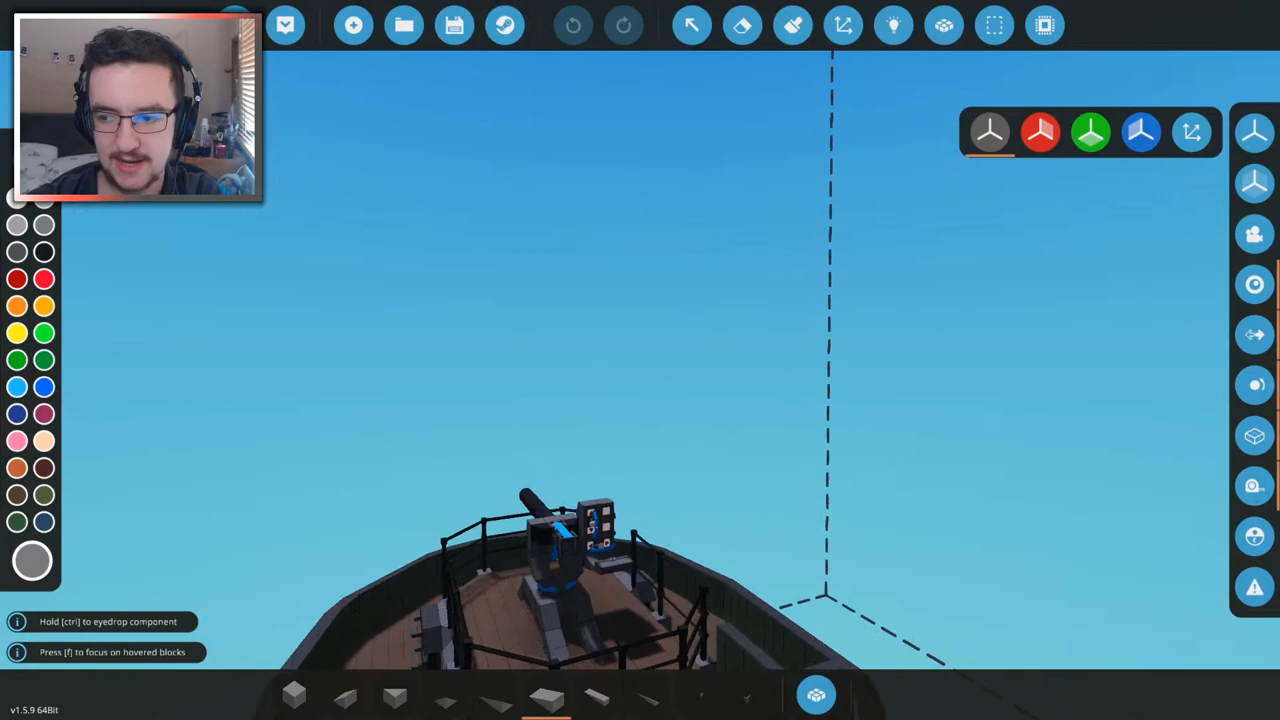 Hold [ctrl] to eyedrop component
Press [f] to focus on hovered blocks
v1.5.9 64Bit